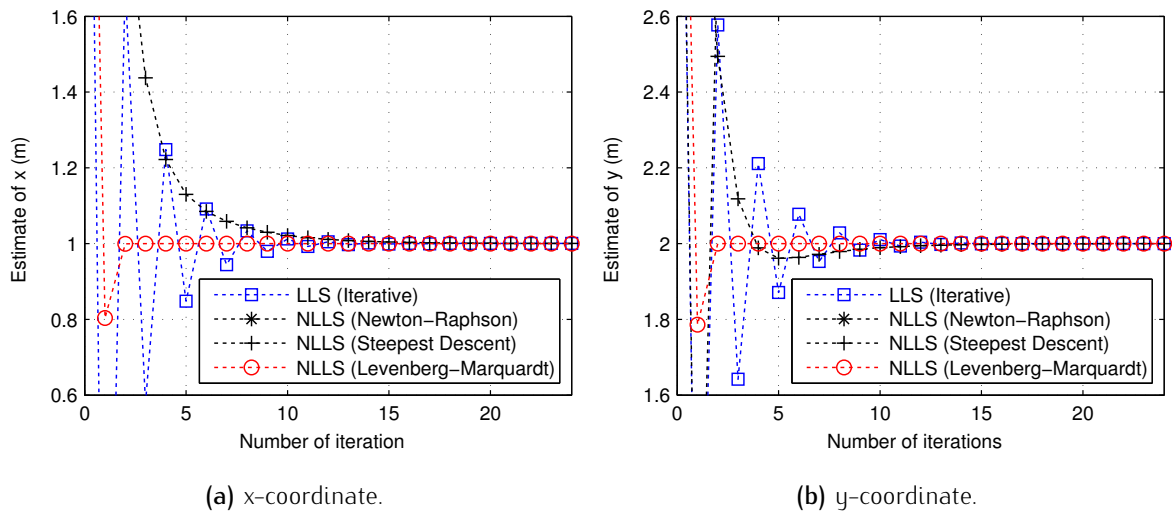 1.6
1.4
1.2
1
0.8
0.6
Estimate of x (m)
0
5
10
15
20
Number of iteration
LLS (Iterative)
NLLS (Newton−Raphson)
NLLS (Steepest Descent)
NLLS (Levenberg−Marquardt)
(a) x-coordinate.
2.6
2.4
2.2
2
1.8
1.6
Estimate of y (m)
0
5
10
15
20
Number of iterations
LLS (Iterative)
NLLS (Newton−Raphson)
NLLS (Steepest Descent)
NLLS (Levenberg−Marquardt)
(b) y-coordinate.